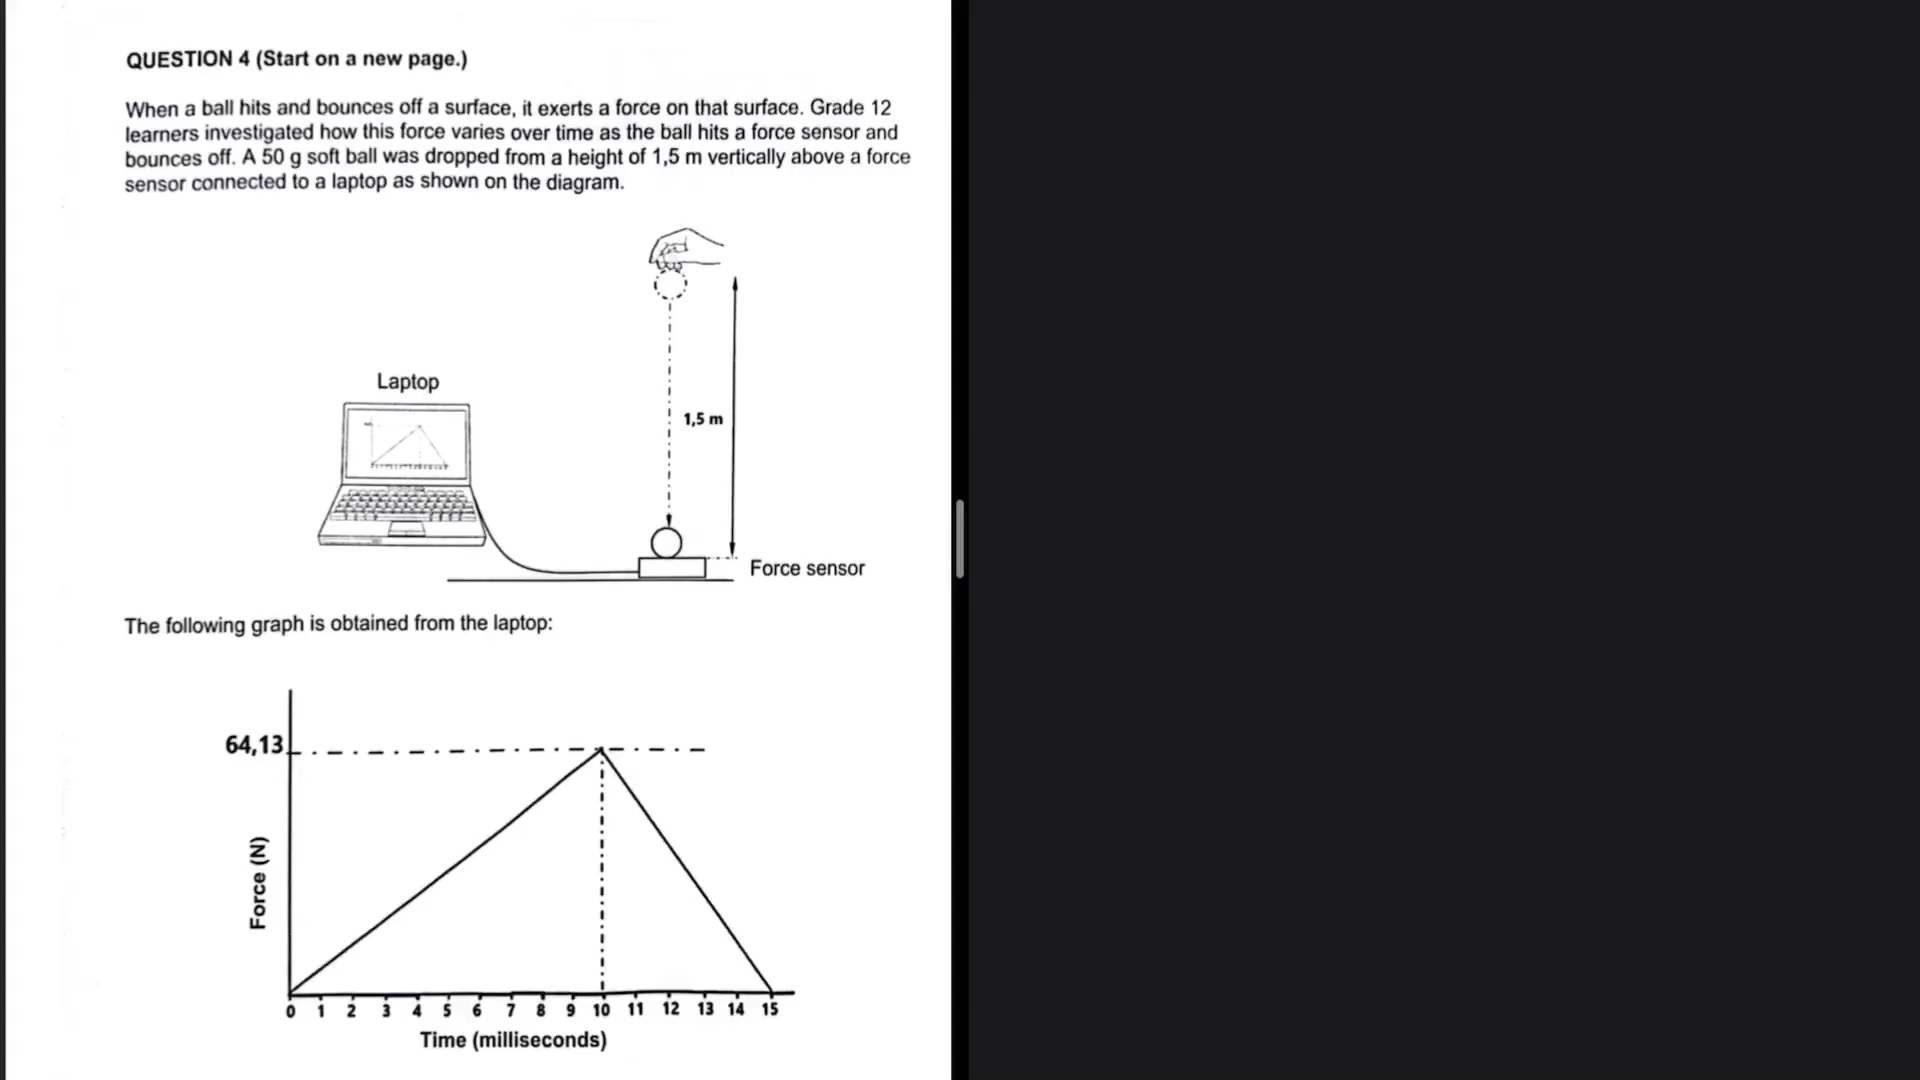 QUESTION 4 (Start on a new page.)
When a ball hits and bounces off a surface, it exerts a force on that surface. Grade 12
learners investigated how this force varies over time as the ball hits a force sensor and
bounces off. A 50 g soft ball was dropped from a height of 1,5 m vertically above a force
sensor connected to a laptop as shown on the diagram.
Laptop
1,5 m
Force sensor
The following graph is obtained from the laptop:
64,13
Force (N)
0 1 2 3 4 5 6 7 8 9 10 11 12 13 14 15
Time (milliseconds)